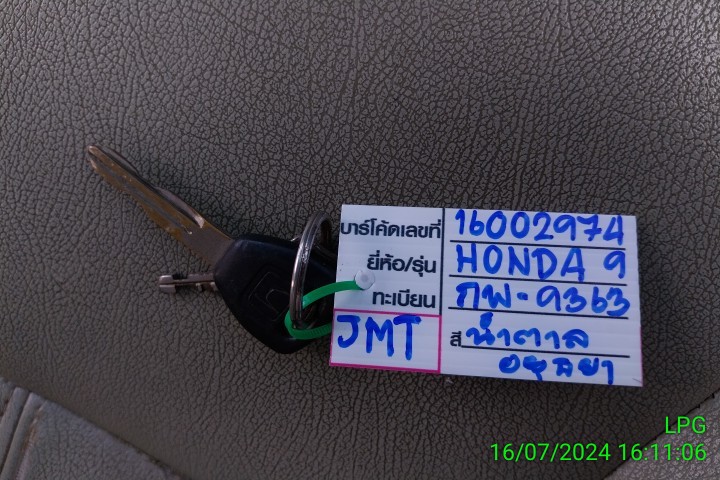 บาร์โค้ดเลขที่ 16002974
ยี่ห้อ/รุ่น HONDA 9
ทะเบียน กพ-9363
JMT
สี น้ำตาล
อยุธยา
LPG
16/07/2024 16:11:06